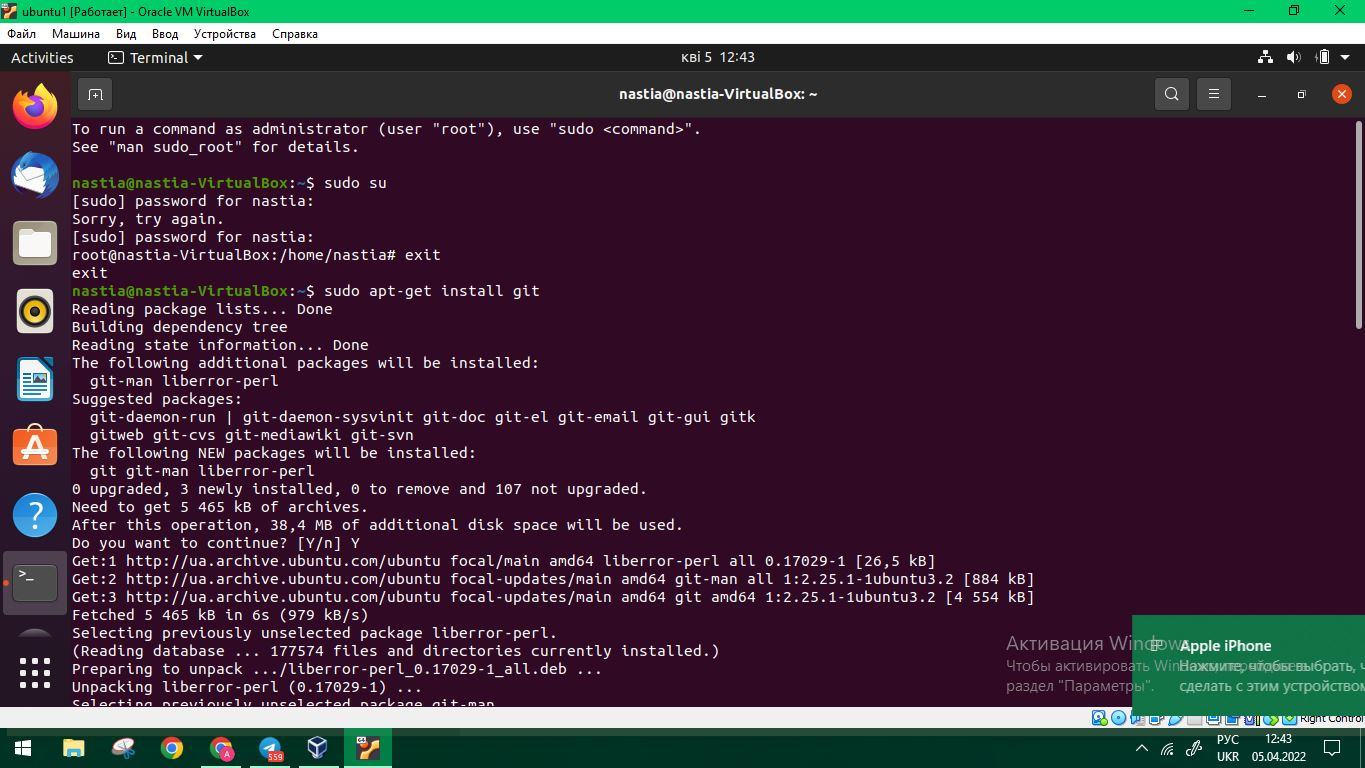 ubuntu1 [Работает] - Oracle VM VirtualBox
Файл Машина Вид Ввод Устройства Справка
Activities Terminal кві 5 12:43
nastia@nastia-VirtualBox: ~
To run a command as administrator (user "root"), use "sudo <command>".
See "man sudo_root" for details.
nastia@nastia-VirtualBox:~$ sudo su
[sudo] password for nastia:
Sorry, try again.
[sudo] password for nastia:
root@nastia-VirtualBox:/home/nastia# exit
exit
nastia@nastia-VirtualBox:~$ sudo apt-get install git
Reading package lists... Done
Building dependency tree
Reading state information... Done
The following additional packages will be installed:
  git-man liberror-perl
Suggested packages:
  git-daemon-run | git-daemon-sysvinit git-doc git-el git-email git-gui gitk
  gitweb git-cvs git-mediawiki git-svn
The following NEW packages will be installed:
  git git-man liberror-perl
0 upgraded, 3 newly installed, 0 to remove and 107 not upgraded.
Need to get 5 465 kB of archives.
After this operation, 38,4 MB of additional disk space will be used.
Do you want to continue? [Y/n] Y
Get:1 http://ua.archive.ubuntu.com/ubuntu focal/main amd64 liberror-perl all 0.17029-1 [26,5 kB]
Get:2 http://ua.archive.ubuntu.com/ubuntu focal-updates/main amd64 git-man all 1:2.25.1-1ubuntu3.2 [884 kB]
Get:3 http://ua.archive.ubuntu.com/ubuntu focal-updates/main amd64 git amd64 1:2.25.1-1ubuntu3.2 [4 554 kB]
Fetched 5 465 kB in 6s (979 kB/s)
Selecting previously unselected package liberror-perl.
(Reading database ... 177574 files and directories currently installed.)
Preparing to unpack .../liberror-perl_0.17029-1_all.deb ...
Unpacking liberror-perl (0.17029-1) ...
Selecting previously unselected package git-man
Активация Windows
Чтобы активировать
раздел "Параметры".
Apple iPhone
Нажмите, чтобы выбрать,
сделать с этим устройством
Right Control
559
РУС
UKR
12:43
05.04.2022